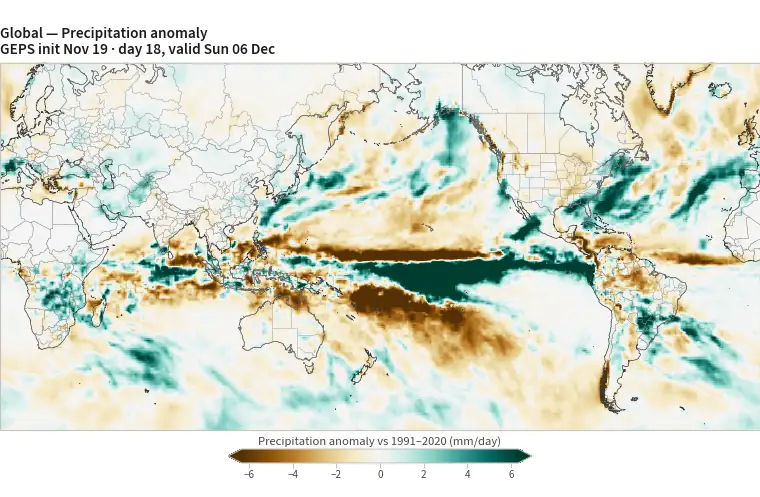 Global — Precipitation anomaly
GEPS init Nov 19 · day 18, valid Sun 06 Dec
Precipitation anomaly vs 1991–2020 (mm/day)
−6 −4 −2 0 2 4 6